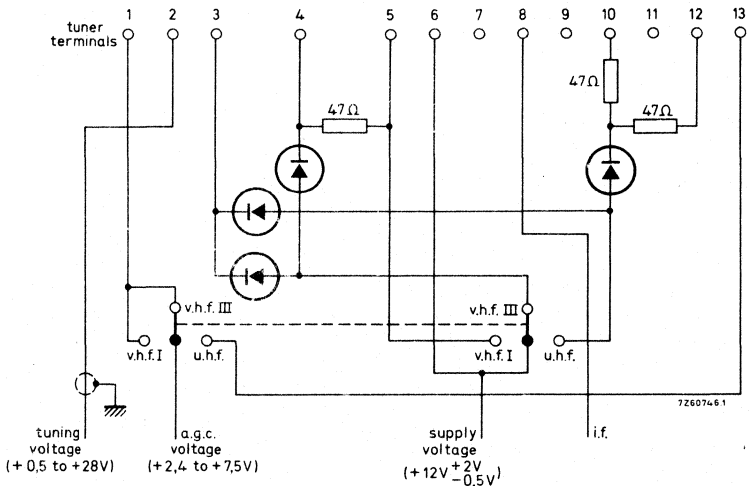 tuner
terminals
1 2 3 4 5 6 7 8 9 10 11 12 13
47Ω
47Ω
47Ω
v.h.f. III
v.h.f. III
v.h.f. I
u.h.f.
v.h.f. I
u.h.f.
7Z60746.1
tuning
voltage
(+0,5 to +28V)
a.g.c.
voltage
(+2,4 to +7,5V)
supply
voltage
(+12V +2V
-0.5V)
i.f.